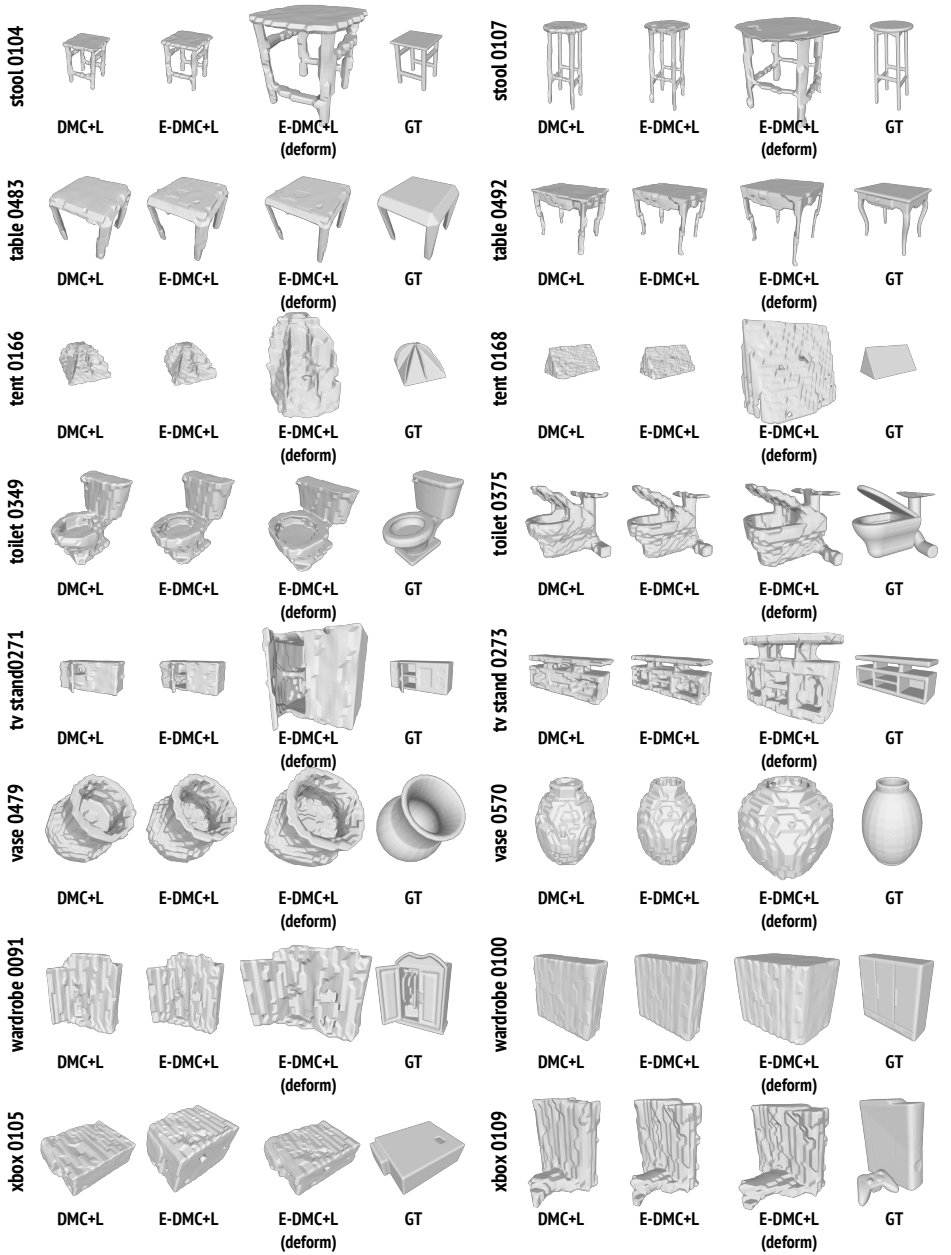 stool 0104
DMC+L
E-DMC+L
E-DMC+L
(deform)
GT
stool 0107
DMC+L
E-DMC+L
E-DMC+L
(deform)
GT
table 0483
DMC+L
E-DMC+L
E-DMC+L
(deform)
GT
table 0492
DMC+L
E-DMC+L
E-DMC+L
(deform)
GT
tent 0166
DMC+L
E-DMC+L
E-DMC+L
(deform)
GT
tent 0168
DMC+L
E-DMC+L
E-DMC+L
(deform)
GT
toilet 0349
DMC+L
E-DMC+L
E-DMC+L
(deform)
GT
toilet 0375
DMC+L
E-DMC+L
E-DMC+L
(deform)
GT
tv stand0271
DMC+L
E-DMC+L
E-DMC+L
(deform)
GT
tv stand 0273
DMC+L
E-DMC+L
E-DMC+L
(deform)
GT
vase 0479
DMC+L
E-DMC+L
E-DMC+L
(deform)
GT
vase 0570
DMC+L
E-DMC+L
E-DMC+L
(deform)
GT
wardrobe 0091
DMC+L
E-DMC+L
E-DMC+L
(deform)
GT
wardrobe 0100
DMC+L
E-DMC+L
E-DMC+L
(deform)
GT
xbox 0105
DMC+L
E-DMC+L
E-DMC+L
(deform)
GT
xbox 0109
DMC+L
E-DMC+L
E-DMC+L
(deform)
GT